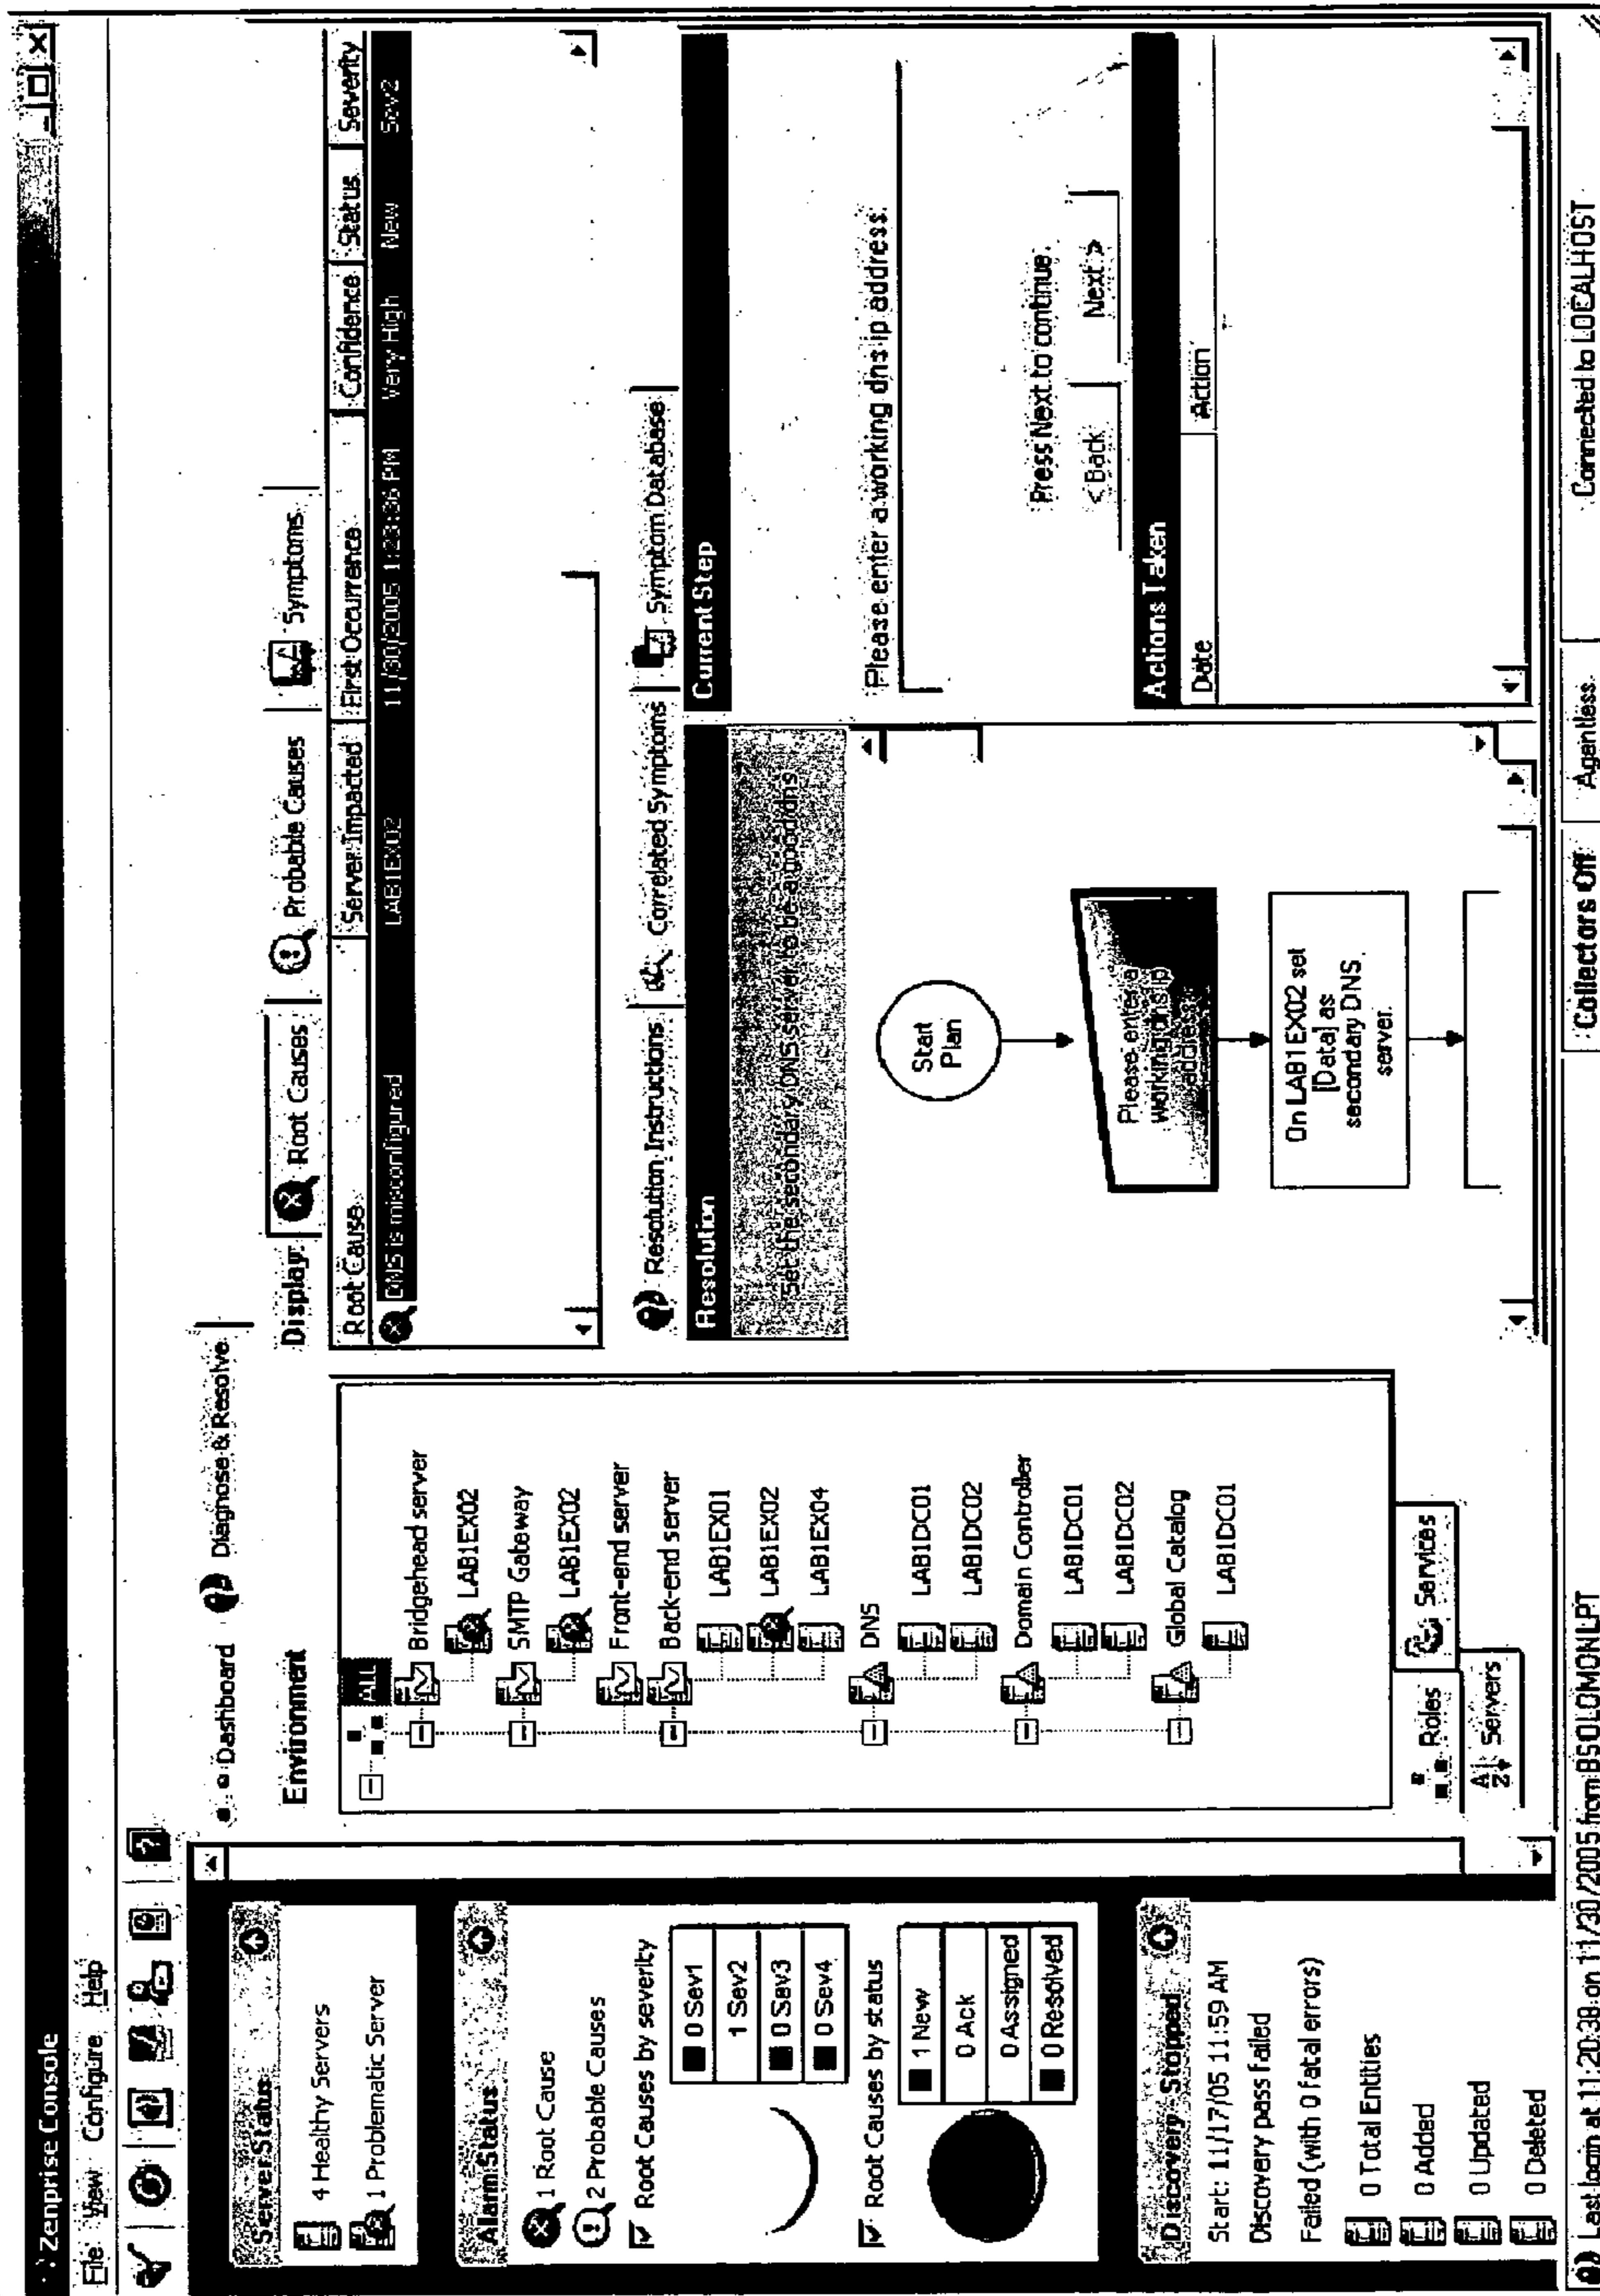 Zenprise Console
File View Configure Help
Server Status
4 Healthy Servers
1 Problematic Server
Alarm Status
1 Root Cause
2 Probable Causes
Root Causes by severity
0 Sev1
1 Sev2
0 Sev3
0 Sev4
Root Causes by status
1 New
0 Ack
0 Assigned
0 Resolved
Discovery Stopped
Start: 11/17/05 11:59 AM
Discovery pass failed
Failed (with 0 fatal errors)
0 Total Entities
0 Added
0 Updated
0 Deleted
Dashboard Diagnose & Resolve
Environment
ALL
Bridgehead server
LAB1EX02
SMTP Gateway
LAB1EX02
Front-end server
Back-end server
LAB1EX01
LAB1EX02
LAB1EX04
DNS
LAB1DC01
LAB1DC02
Domain Controller
LAB1DC01
LAB1DC02
Global Catalog
LAB1DC01
Roles Services
Servers
Display: Root Causes Probable Causes Symptoms
Root Cause Server Impacted First Occurrence Confidence Status Severity
DNS is misconfigured LAB1EX02 11/30/2005 Very High New Sev2
Resolution Instructions Correlated Symptoms Symptom Database
Resolution
Set the secondary DNS server to be a good dns
Start
Plan
Please enter a
working dns ip
address:
On LAB1EX02 set
[Data] as
secondary DNS
server.
Current Step
Please enter a working dns ip address:
Press Next to continue.
< Back Next >
Actions Taken
Date Action
Last login at 11:20:38 on 11/30/2005 from BSOLOMONLPT
Collectors Off Agentless Connected to LOCALHOST